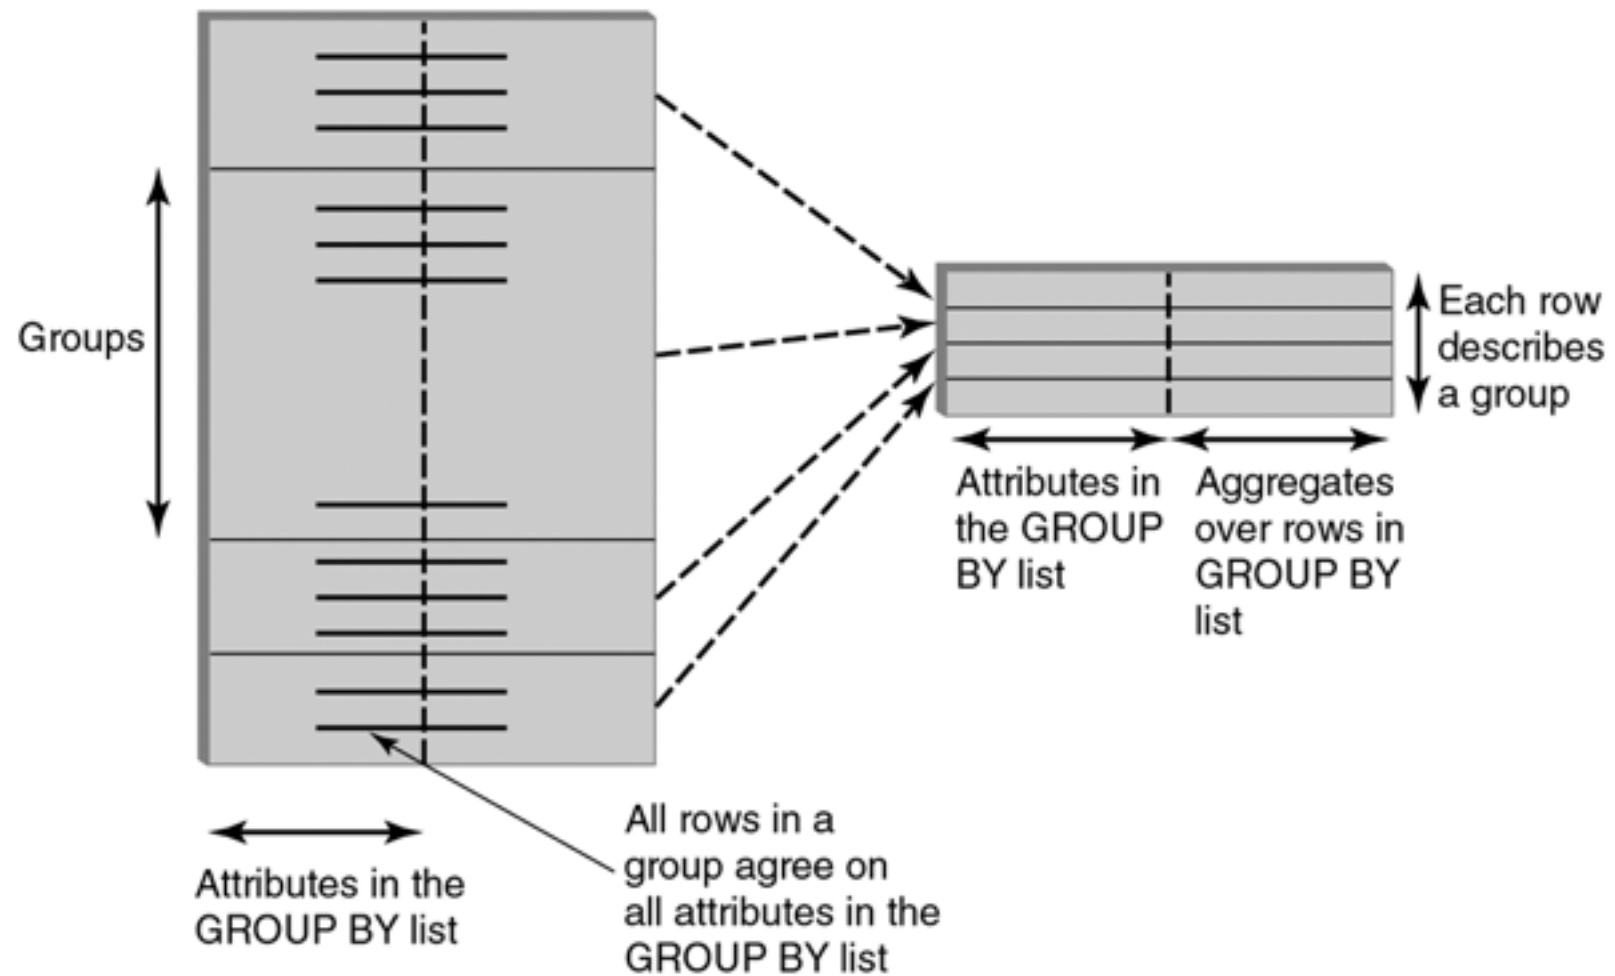 Groups
Each row
describes
a group
Attributes in
the GROUP
BY list
Aggregates
over rows in
GROUP BY
list
Attributes in the
GROUP BY list
All rows in a
group agree on
all attributes in the
GROUP BY list